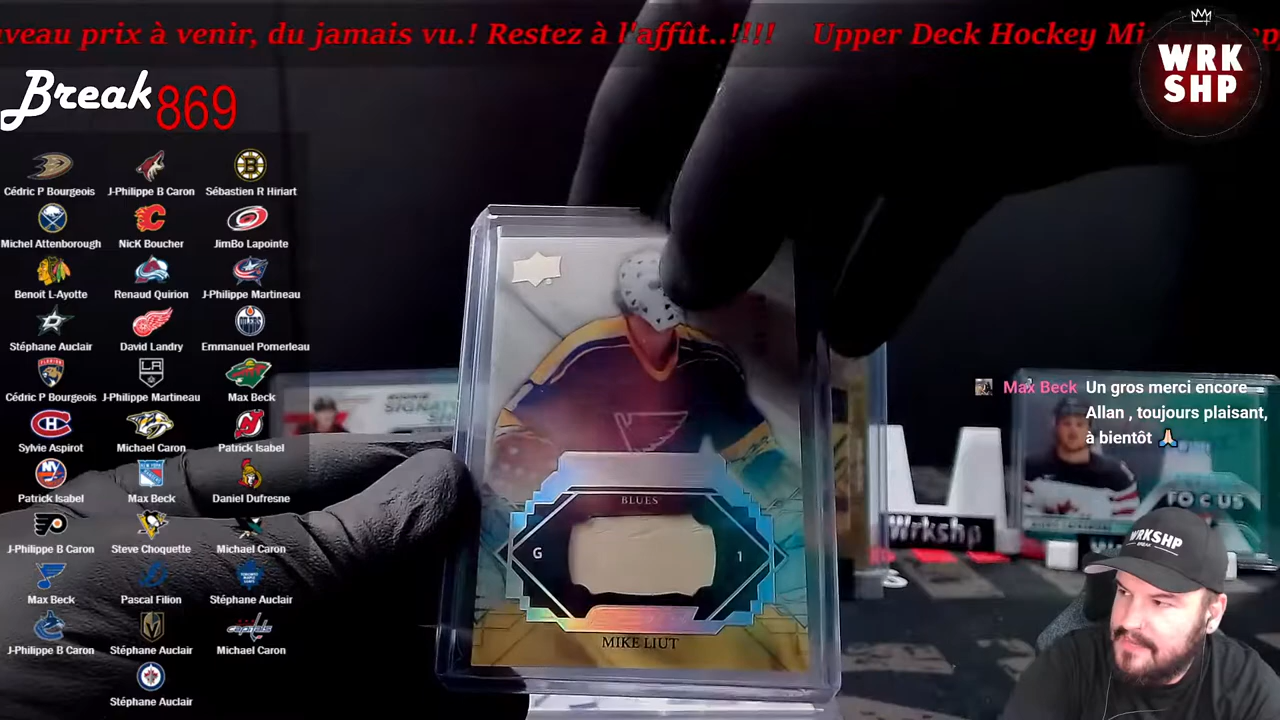 veau prix à venir, du jamais vu.! Restez à l'affût..!!!! Upper Deck Hockey Mi
WRK
SHP
Break 869
Cédric P Bourgeois J-Philippe B Caron Sébastien R Hiriart
Michel Attenborough NicK Boucher JimBo Lapointe
Benoit L-Ayotte Renaud Quirion J-Philippe Martineau
Stéphane Auclair David Landry Emmanuel Pomerleau
Cédric P Bourgeois J-Philippe Martineau Max Beck
Sylvie Aspirot Michael Caron Patrick Isabel
Patrick Isabel Max Beck Daniel Dufresne
J-Philippe B Caron Steve Choquette Michael Caron
Max Beck Pascal Filion Stéphane Auclair
J-Philippe B Caron Stéphane Auclair Michael Caron
Stéphane Auclair
BLUES
G 1
MIKE LIUT
Max Beck Un gros merci encore
Allan , toujours plaisant,
à bientôt 🙏
FOCUS
Wrkshp
WRKSHP